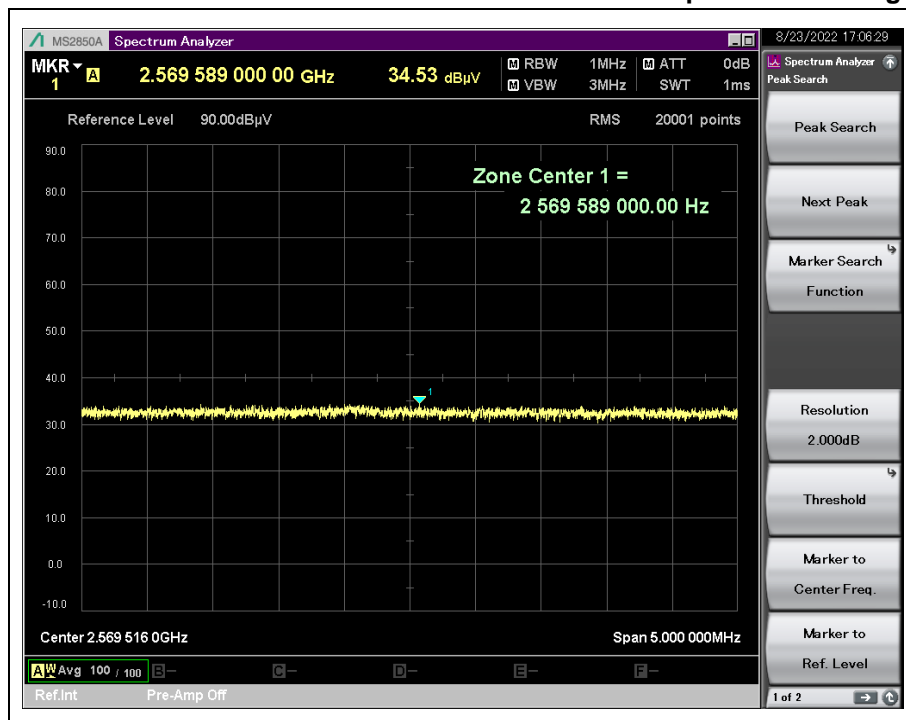 MS2850A Spectrum Analyzer
8/23/2022 17:06:29
MKR 1 A 2.569 589 000 00 GHz 34.53 dBµV
M RBW 1MHz M ATT 0dB
M VBW 3MHz SWT 1ms
Spectrum Analyzer
Peak Search
Reference Level 90.00dBµV RMS 20001 points
Peak Search
Next Peak
Marker Search
Function
Resolution
2.000dB
Threshold
Marker to
Center Freq.
Marker to
Ref. Level
1 of 2
Zone Center 1 =
2 569 589 000.00 Hz
90.0
80.0
70.0
60.0
50.0
40.0
1
30.0
20.0
10.0
0.0
-10.0
Center 2.569 516 0GHz Span 5.000 000MHz
A W Avg 100 / 100 B- C- D- E- F-
Ref.Int Pre-Amp Off